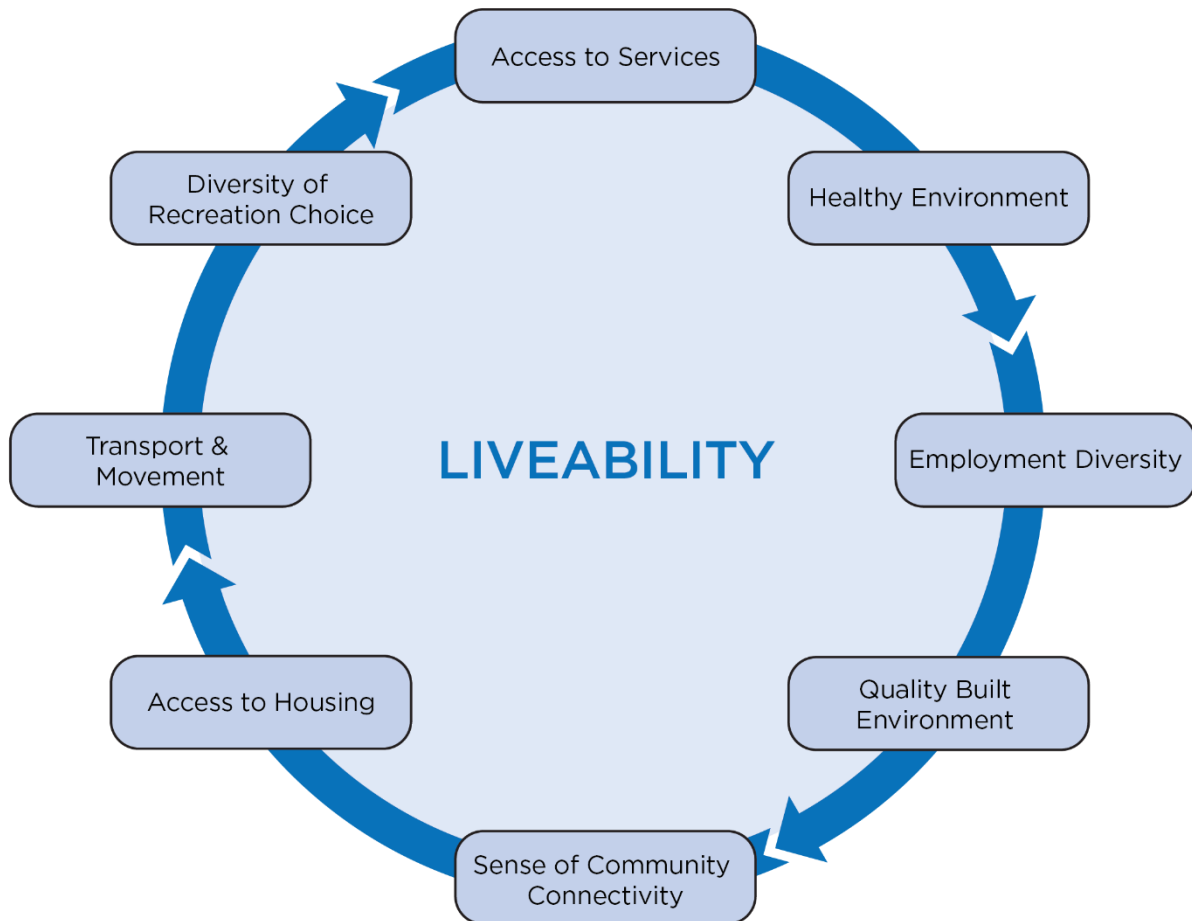 Access to Services
Healthy Environment
Employment Diversity
Quality Built
Environment
Sense of Community
Connectivity
Access to Housing
Transport &
Movement
Diversity of
Recreation Choice
LIVEABILITY